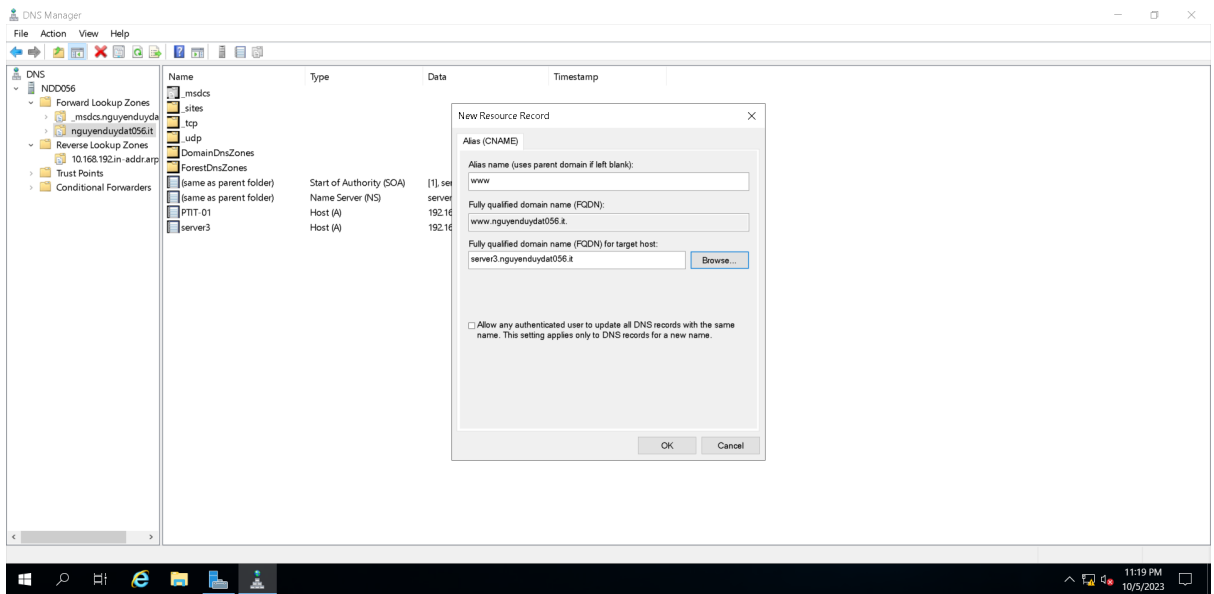 DNS Manager
File Action View Help
DNS
NDD056
Forward Lookup Zones
_msdcs.nguyenduyda
nguyenduydat056.it
Reverse Lookup Zones
10.168.192.in-addr.arp
Trust Points
Conditional Forwarders
Name Type Data Timestamp
_msdcs
_sites
_tcp
_udp
DomainDnsZones
ForestDnsZones
(same as parent folder) Start of Authority (SOA) [1], ser
(same as parent folder) Name Server (NS) server
PTIT-01 Host (A) 192.16
server3 Host (A) 192.16
New Resource Record
Alias (CNAME)
Alias name (uses parent domain if left blank):
www
Fully qualified domain name (FQDN):
www.nguyenduydat056.it.
Fully qualified domain name (FQDN) for target host:
server3.nguyenduydat056.it
Browse...
Allow any authenticated user to update all DNS records with the same
name. This setting applies only to DNS records for a new name.
OK Cancel
11:19 PM
10/5/2023